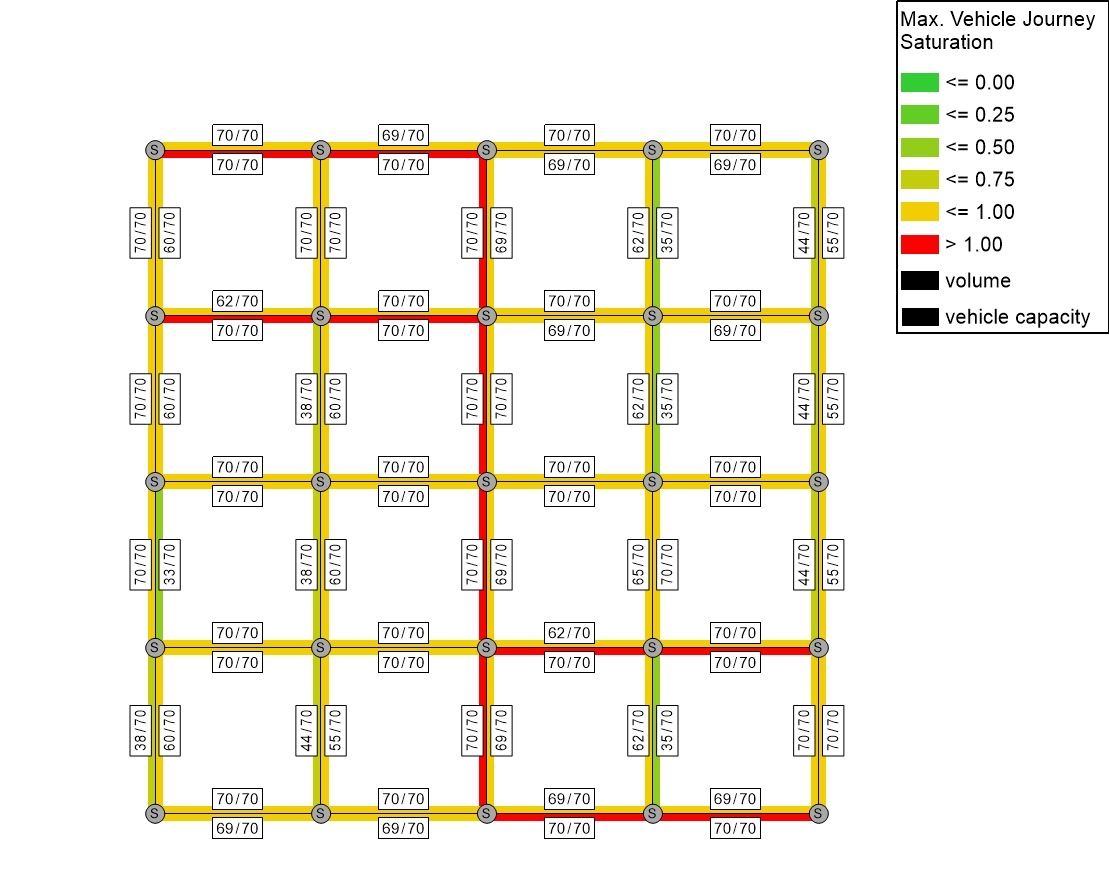 Max. Vehicle Journey
Saturation
<= 0.00
<= 0.25
<= 0.50
<= 0.75
<= 1.00
> 1.00
volume
vehicle capacity
70/70 69/70 70/70 70/70
S S S S S
70/70 70/70 69/70 69/70
70/70 60/70 70/70 70/70 70/70 69/70 62/70 35/70 44/70 55/70
62/70 70/70 70/70 70/70
S S S S S
70/70 70/70 69/70 69/70
70/70 60/70 38/70 60/70 70/70 70/70 62/70 35/70 44/70 55/70
70/70 70/70 70/70 70/70
S S S S S
70/70 70/70 70/70 70/70
70/70 33/70 38/70 60/70 70/70 69/70 65/70 70/70 44/70 55/70
70/70 70/70 62/70 70/70
S S S S S
70/70 70/70 70/70 70/70
38/70 60/70 44/70 55/70 70/70 69/70 62/70 35/70 70/70 70/70
70/70 70/70 69/70 69/70
S S S S S
69/70 69/70 70/70 70/70